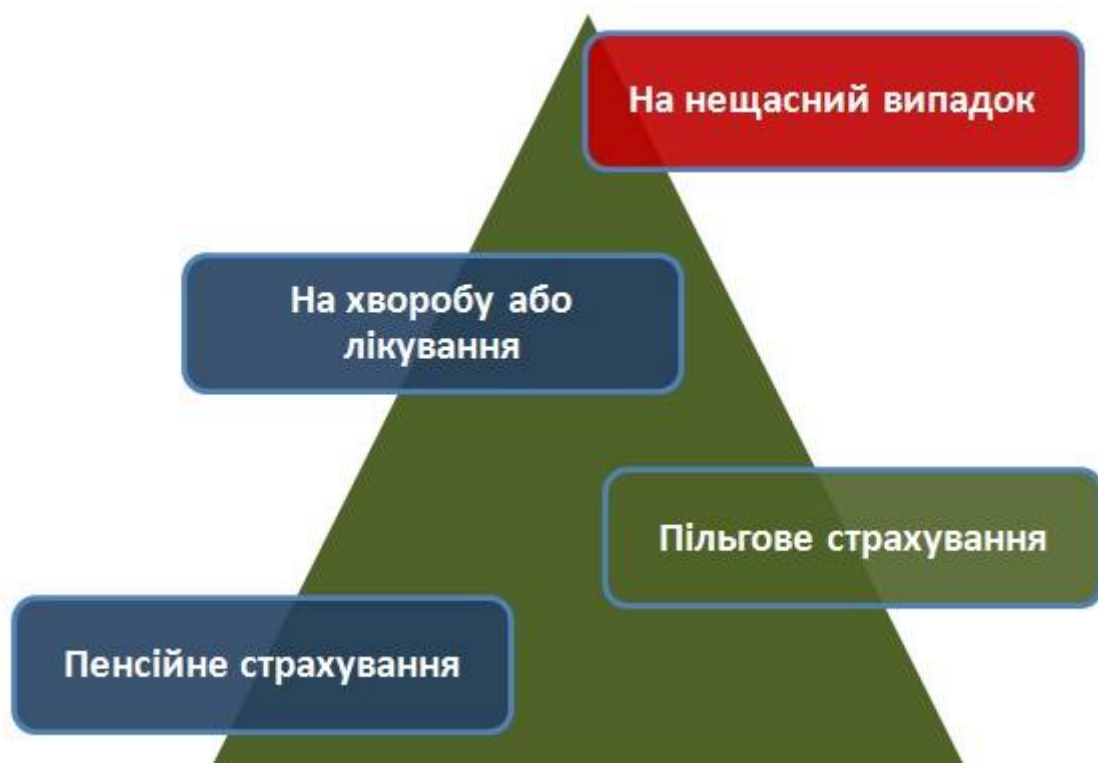 На нещасний випадок
На хворобу або
лікування
Пільгове страхування
Пенсійне страхування